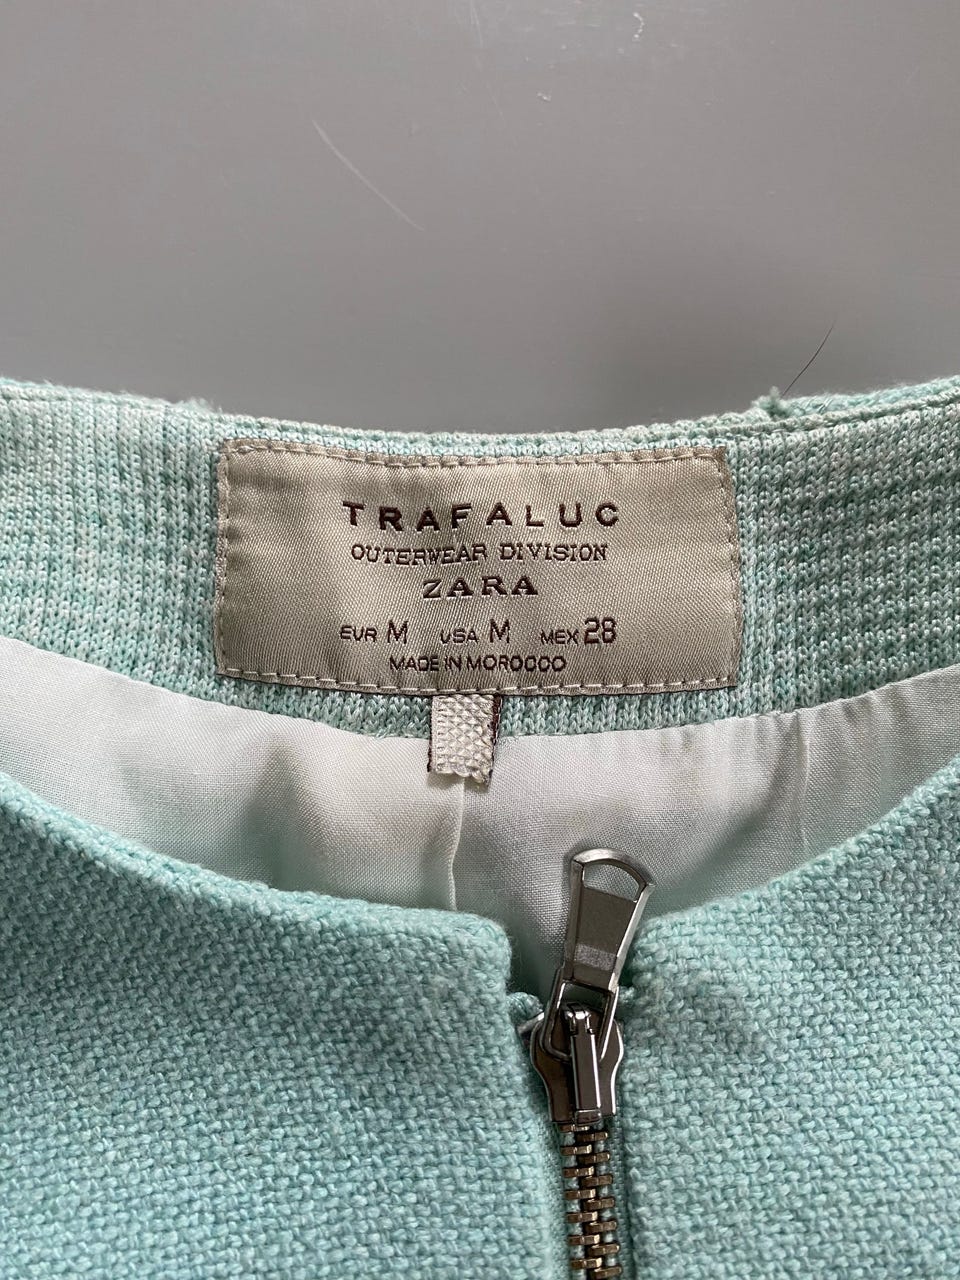 TRAFALUC
OUTERWEAR DIVISION
ZARA
EUR M USA M MEX 28
MADE IN MOROCCO